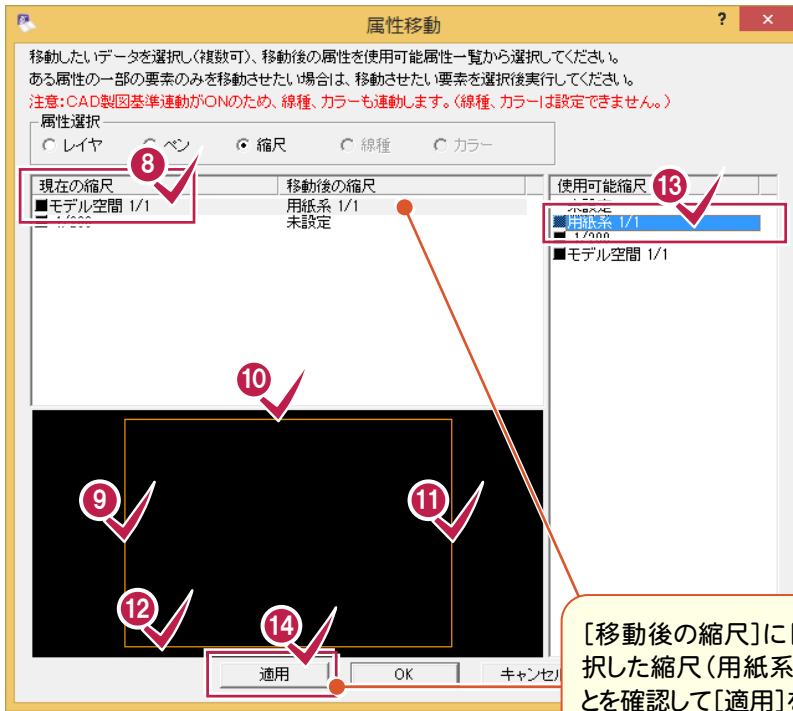 属性移動
? ×
移動したいデータを選択し(複数可)、移動後の属性を使用可能属性一覧から選択してください。
ある属性の一部の要素のみを移動させたい場合は、移動させたい要素を選択後実行してください。
注意:CAD製図基準連動がONのため、線種、カラーも連動します。(線種、カラーは設定できません。)
属性選択
レイヤ ペン 縮尺 線種 カラー
8
13
現在の縮尺 移動後の縮尺 使用可能縮尺
未設定
モデル空間 1/1 用紙系 1/1
用紙系 1/1
未設定
1/200
モデル空間 1/1
10
9
11
12
14
適用 OK キャンセル
[移動後の縮尺]に
択した縮尺(用紙系
とを確認して[適用]を